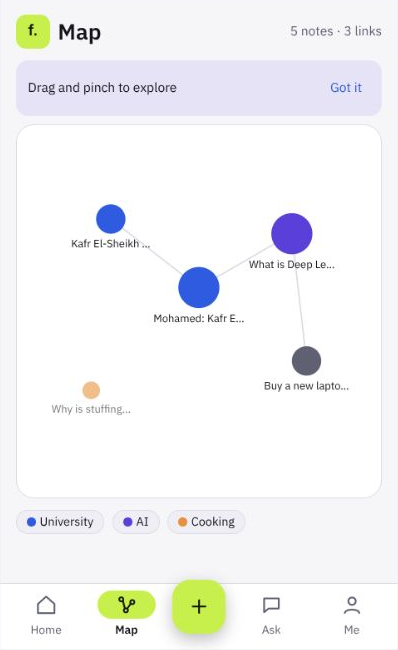 f. Map 5 notes · 3 links
Drag and pinch to explore Got it
Kafr El-Sheikh ...
What is Deep Le...
Mohamed: Kafr E...
Buy a new lapto...
Why is stuffing...
University AI Cooking
+
Home Map Ask Me